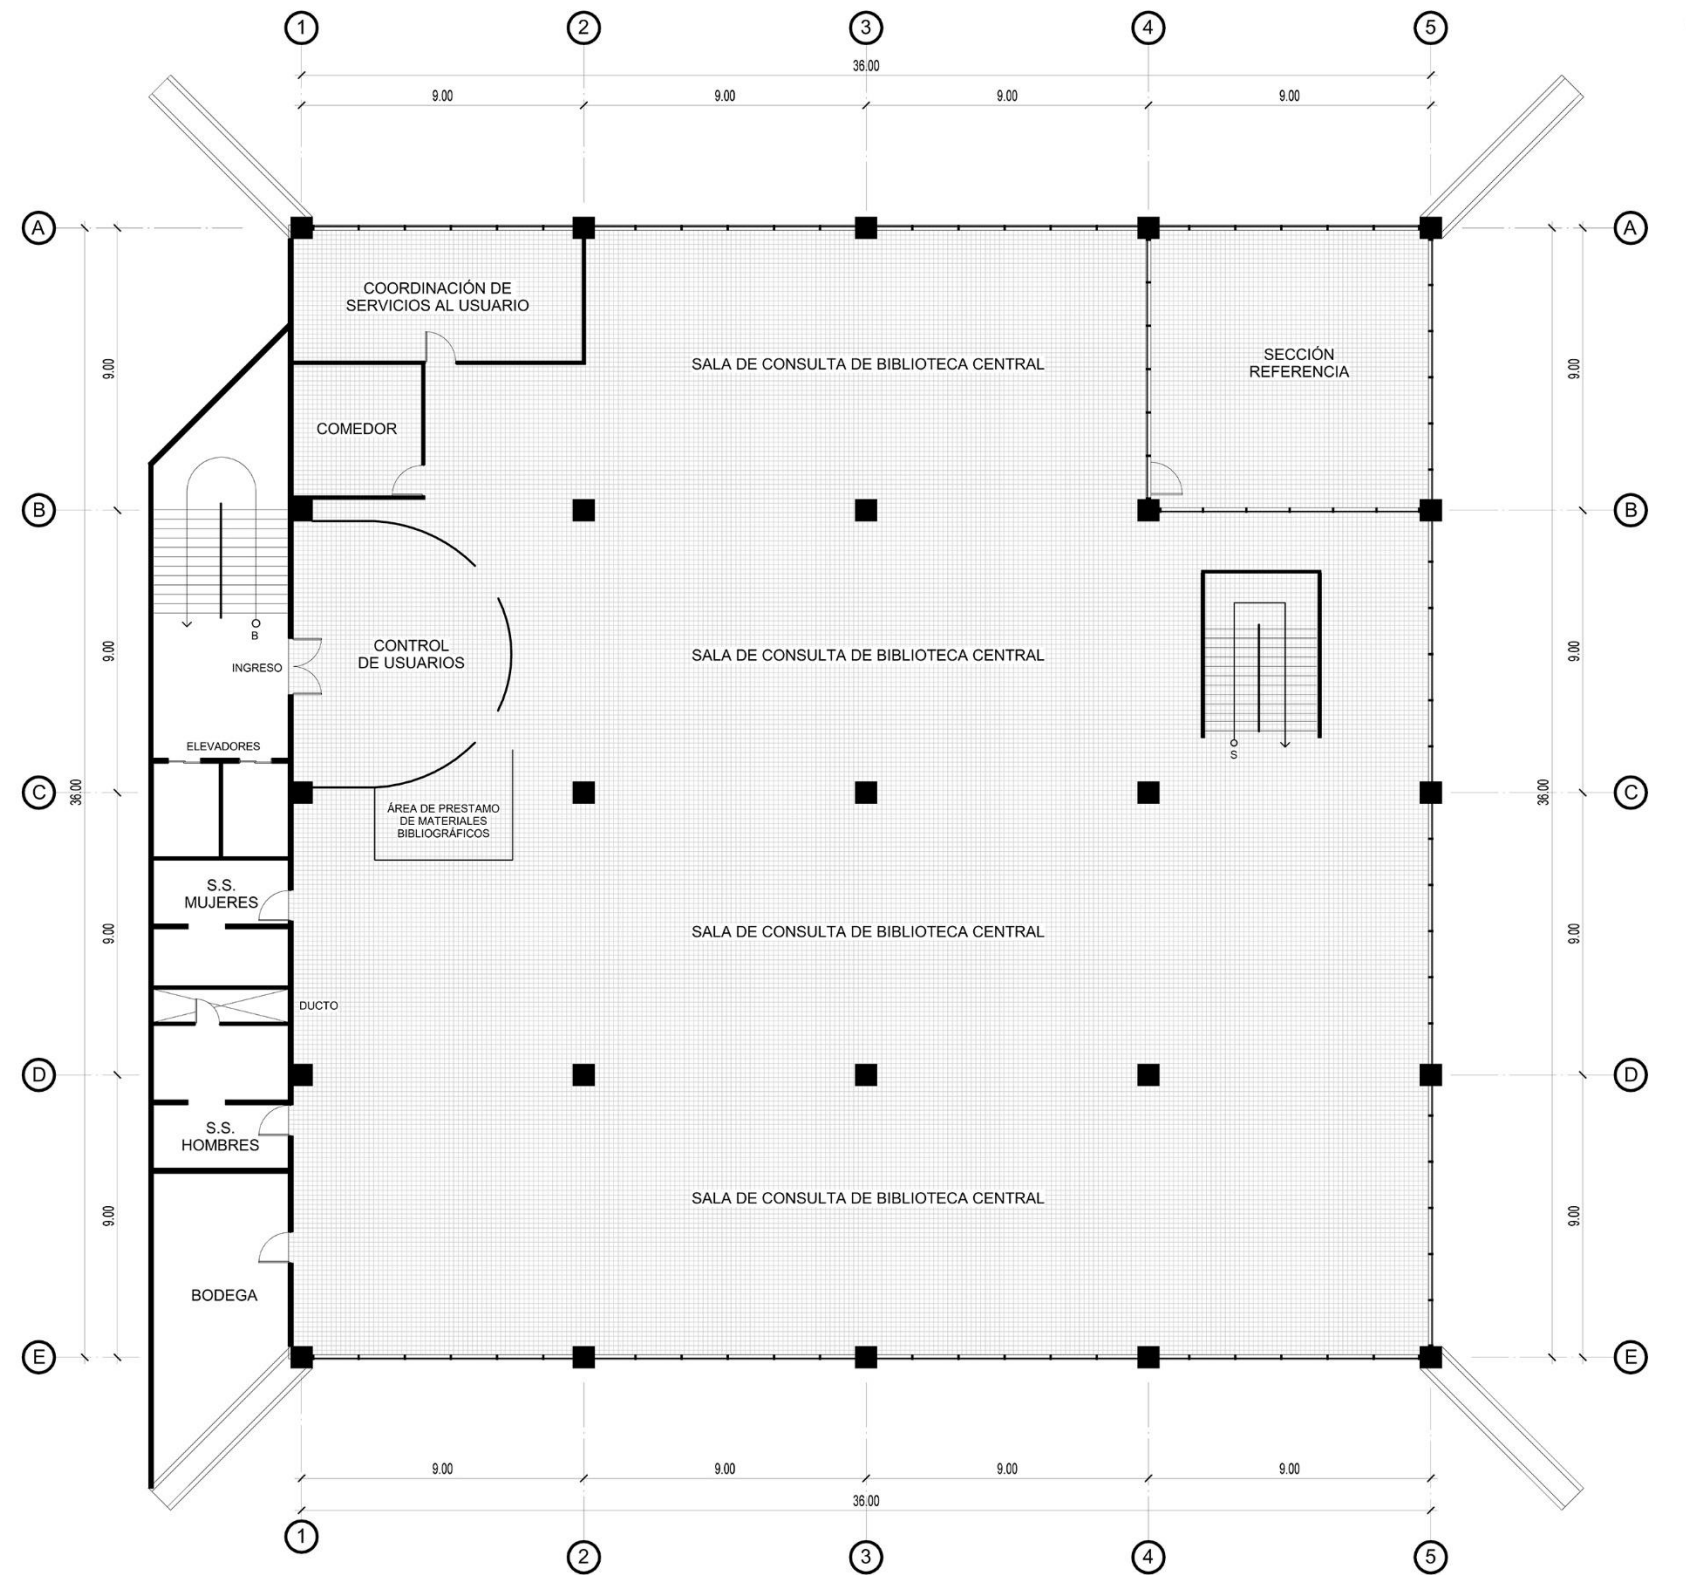 1 2 3 4 5
36.00
9.00 9.00 9.00 9.00
A A
COORDINACIÓN DE
SERVICIOS AL USUARIO
SALA DE CONSULTA DE BIBLIOTECA CENTRAL
SECCIÓN
REFERENCIA
9.00 9.00
COMEDOR
B B
B
CONTROL
DE USUARIOS
SALA DE CONSULTA DE BIBLIOTECA CENTRAL
9.00 9.00
INGRESO
ELEVADORES
S
C C
36.00 36.00
ÁREA DE PRESTAMO
DE MATERIALES
BIBLIOGRÁFICOS
S.S.
MUJERES
SALA DE CONSULTA DE BIBLIOTECA CENTRAL
9.00 9.00
DUCTO
D D
S.S.
HOMBRES
SALA DE CONSULTA DE BIBLIOTECA CENTRAL
9.00 9.00
BODEGA
E E
9.00 9.00 9.00 9.00
36.00
1 2 3 4 5